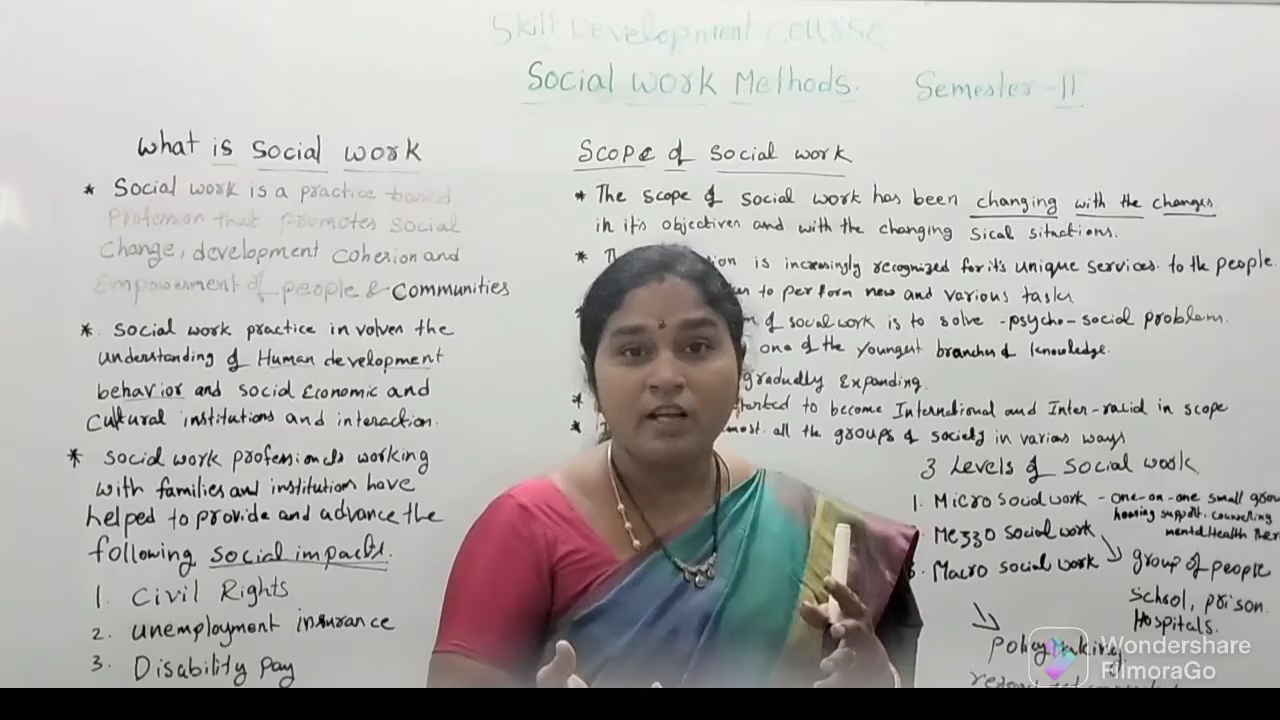 Skill Development course
Social work Methods. Semester-II
what is social work
* Social work is a practice based
Profession that promotes social
Change, development cohesion and
Empowerment of people & communities
* social work practice in volves the
understanding of Human development
behavior and social Economic and
Cultural institutions and interaction.
* social work professionals working
with families and institutions have
helped to provide and advance the
following social impacts.
1. Civil Rights
2. unemployment insurance
3. Disability pay
Scope of social work
* The scope of social work has been changing with the changes
in it's objectives and with the changing sical situations.
* is increasingly recognized for it's unique services. to the people.
to perform new and various tasks
of social work is to solve -psycho-social problem.
one of the youngest branches of knowledge.
gradually Expanding.
* to become International and Inter-racial in scope
* most all the groups of society in various ways
3 Levels of social work
1. Micro social work - one-on-one small
housing support. counseling
mental Health
Mezzo social work
Macro social work
group of people
school, prison.
Hospitals.
Policy making.
Wondershare
FilmoraGo